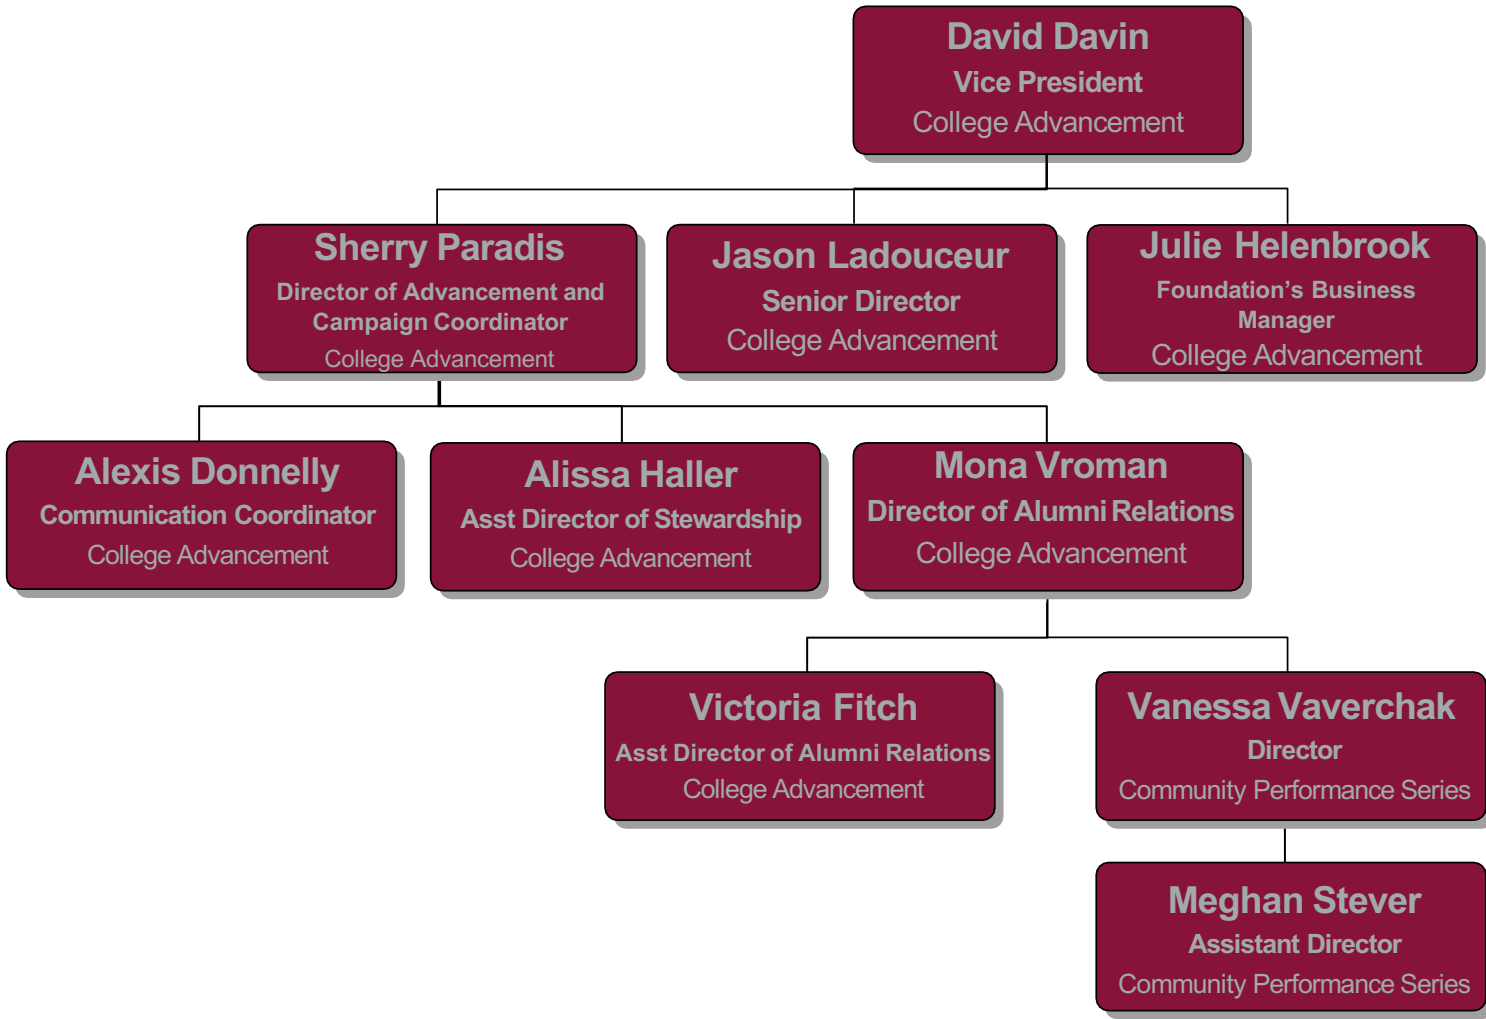 David Davin
Vice President
College Advancement
Sherry Paradis
Director of Advancement and
Campaign Coordinator
College Advancement
Jason Ladouceur
Senior Director
College Advancement
Julie Helenbrook
Foundation’s Business
Manager
College Advancement
Alexis Donnelly
Communication Coordinator
College Advancement
Alissa Haller
Asst Director of Stewardship
College Advancement
Mona Vroman
Director of Alumni Relations
College Advancement
Victoria Fitch
Asst Director of Alumni Relations
College Advancement
Vanessa Vaverchak
Director
Community Performance Series
Meghan Stever
Assistant Director
Community Performance Series